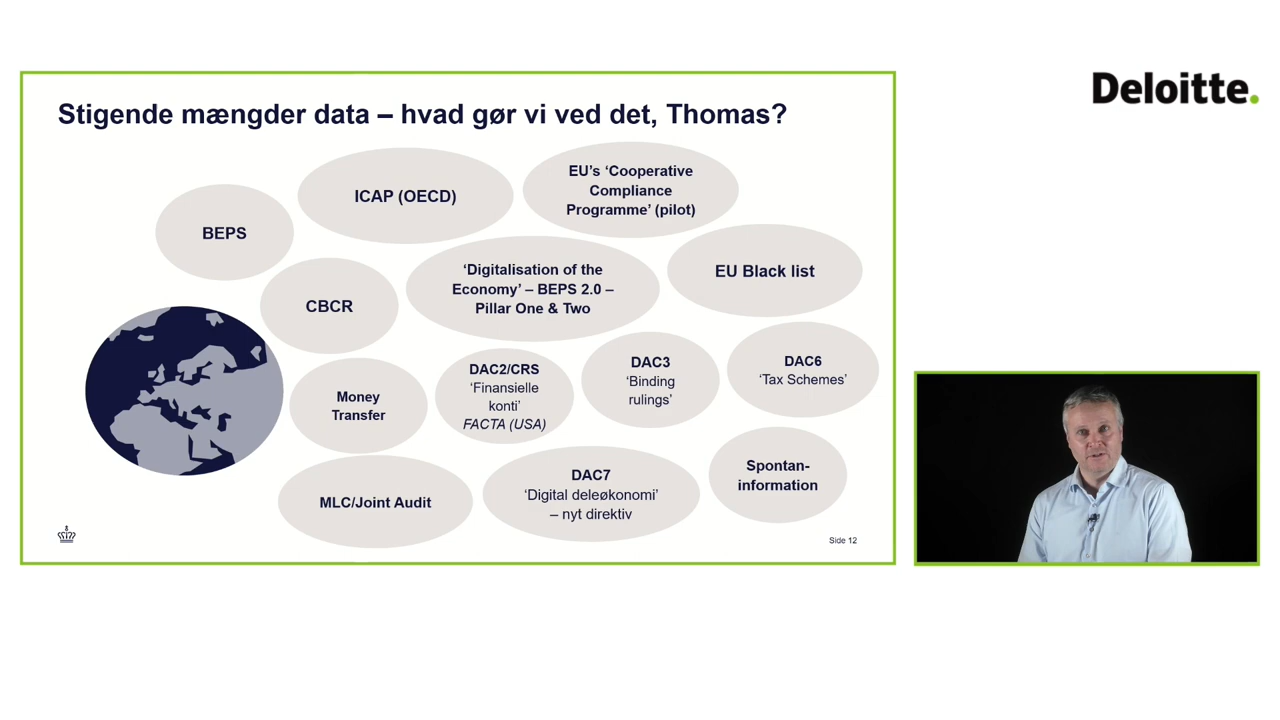 Deloitte.
Stigende mængder data – hvad gør vi ved det, Thomas?
BEPS
ICAP (OECD)
EU’s ‘Cooperative
Compliance
Programme’ (pilot)
CBCR
‘Digitalisation of the
Economy’ – BEPS 2.0 –
Pillar One & Two
EU Black list
Money
Transfer
DAC2/CRS
‘Finansielle
konti’
FACTA (USA)
DAC3
‘Binding
rulings’
DAC6
‘Tax Schemes’
MLC/Joint Audit
DAC7
‘Digital deleøkonomi’
– nyt direktiv
Spontan-
information
Side 12